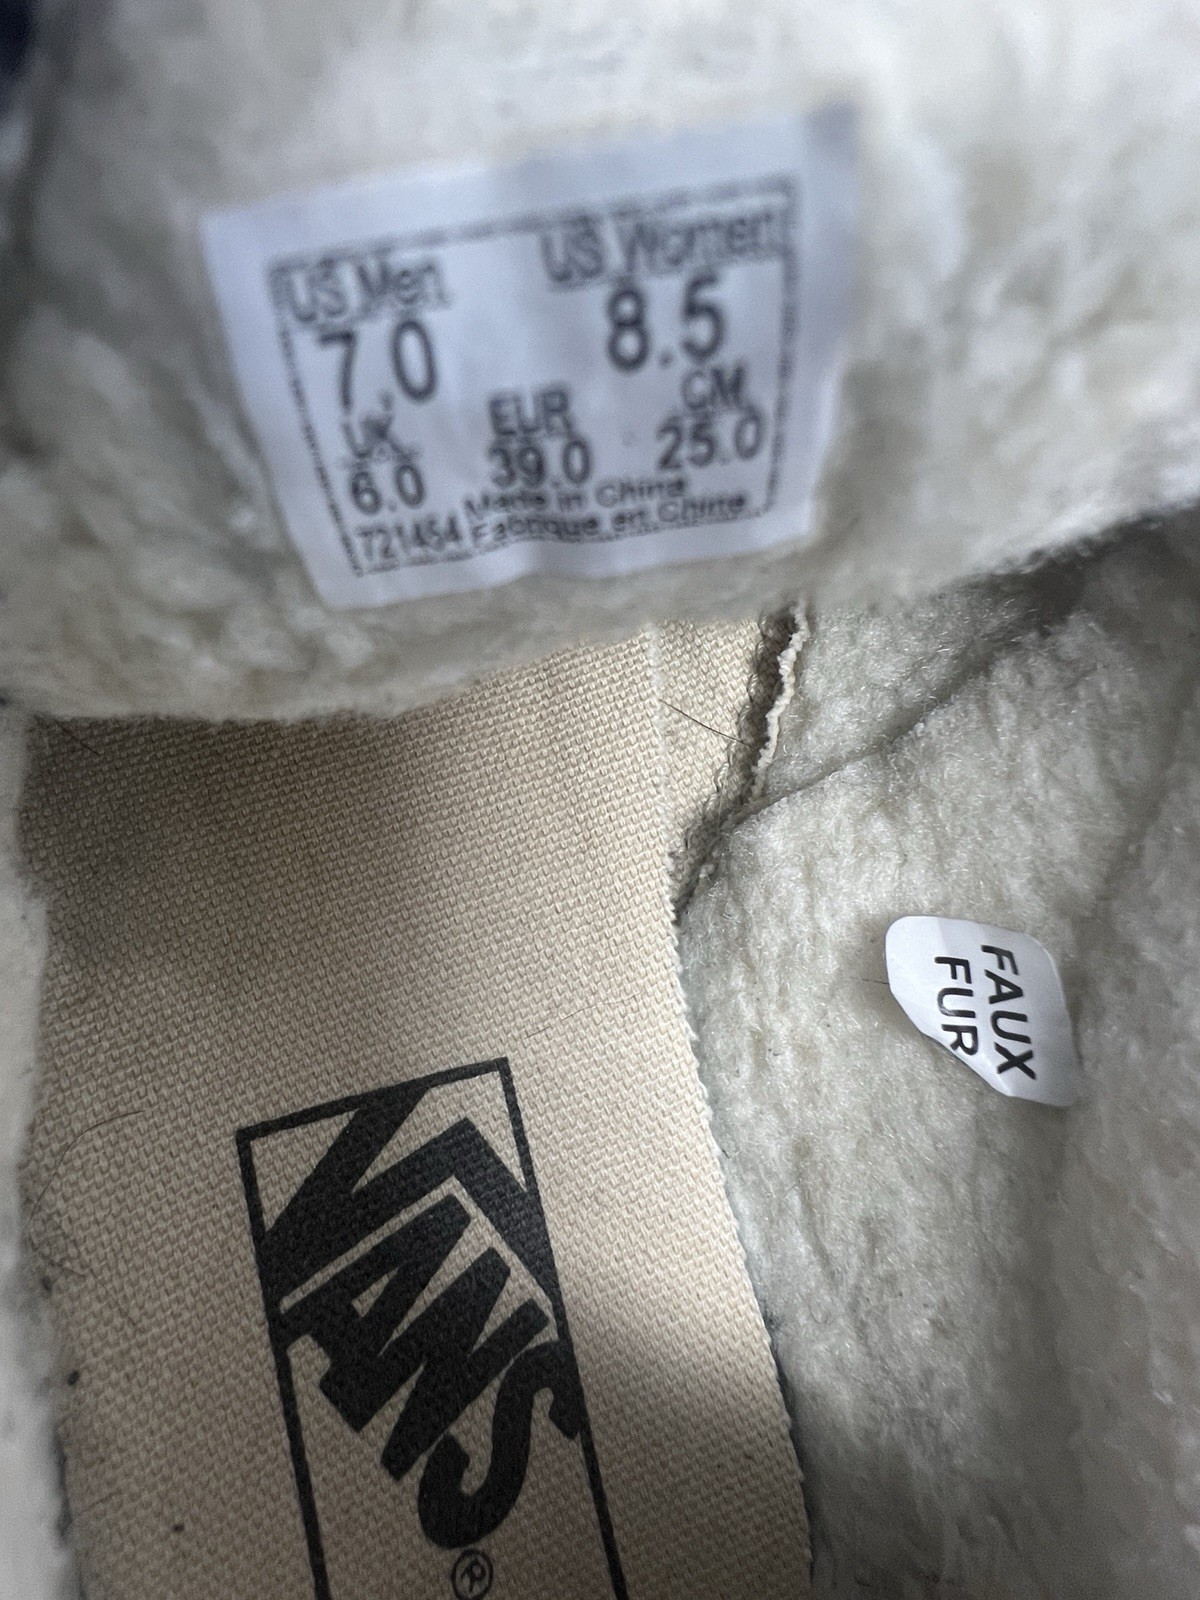 US Men US Women
7.0 8.5
UK EUR CM
6.0 39.0 25.0
Made in China
721454 Fabrique en Chine
FAUX
FUR
VANS
®